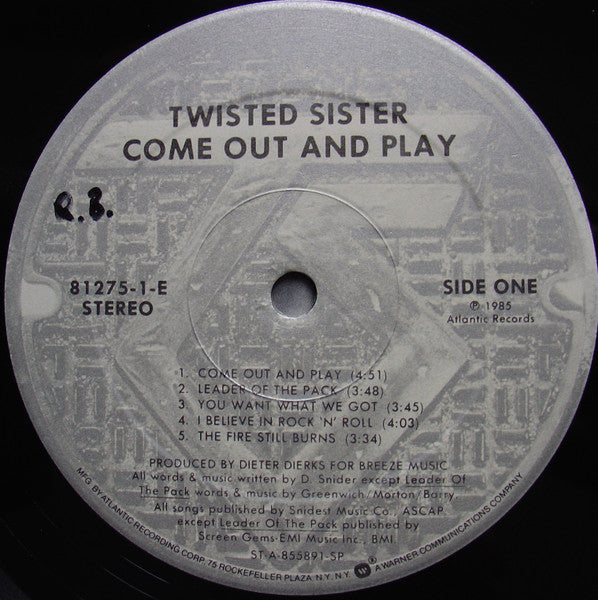 TWISTED SISTER
COME OUT AND PLAY
R.B.
81275-1-E
STEREO
SIDE ONE
℗ 1985
Atlantic Records
1. COME OUT AND PLAY (4:51)
2. LEADER OF THE PACK (3:48)
3. YOU WANT WHAT WE GOT (3:45)
4. I BELIEVE IN ROCK 'N' ROLL (4:03)
5. THE FIRE STILL BURNS (3:34)
PRODUCED BY DIETER DIERKS FOR BREEZE MUSIC
All words & music written by D. Snider except Leader Of
The Pack words & music by Greenwich/Morton/Barry.
All songs published by Snidest Music Co., ASCAP,
except Leader Of The Pack published by
Screen Gems-EMI Music Inc., BMI.
ST-A-855891-SP
MFG. BY ATLANTIC RECORDING CORP. 75 ROCKEFELLER PLAZA, N.Y. N.Y. ® A WARNER COMMUNICATIONS COMPANY